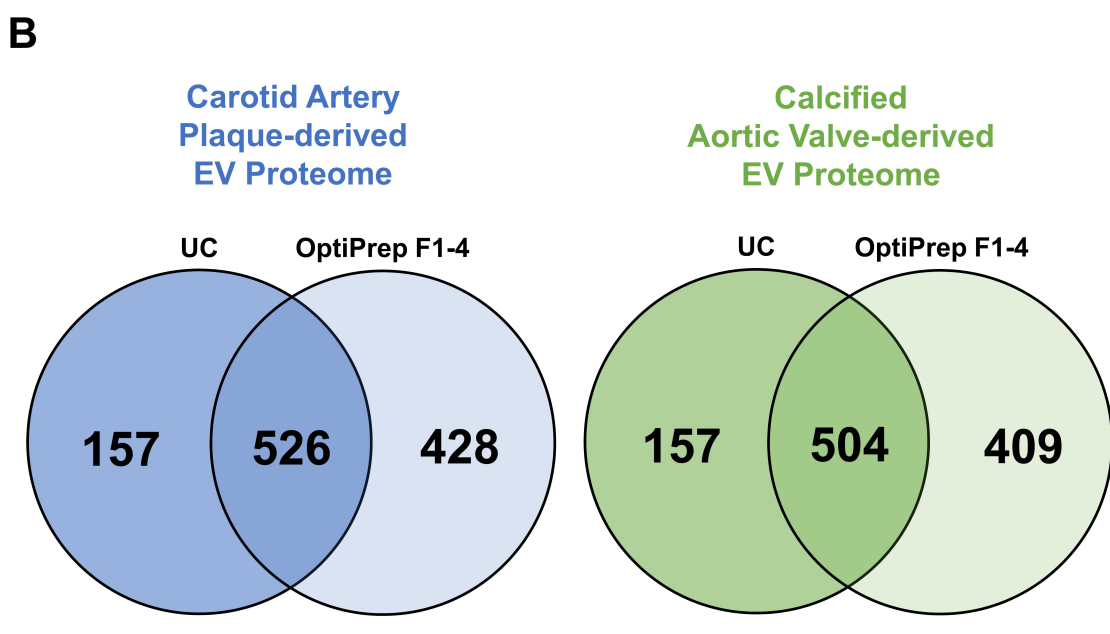 B
Carotid Artery
Plaque-derived
EV Proteome
UC
OptiPrep F1-4
157
526
428
Calcified
Aortic Valve-derived
EV Proteome
UC
OptiPrep F1-4
157
504
409